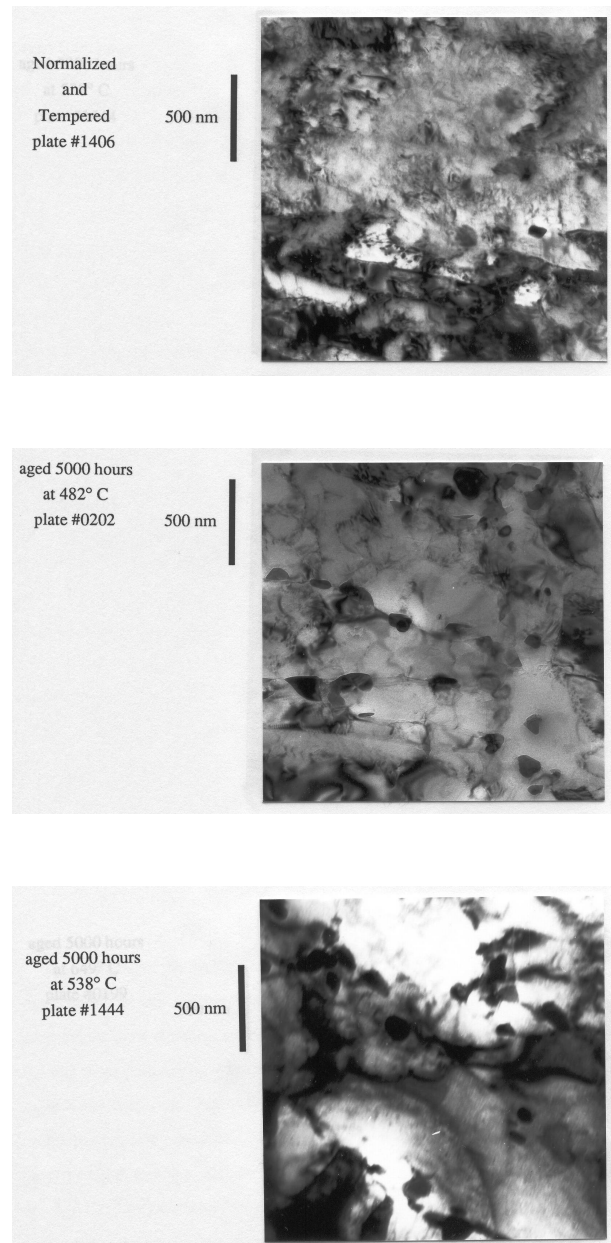 Normalized
and
Tempered
plate #1406
500 nm
aged 5000 hours
at 482° C
plate #0202
500 nm
aged 5000 hours
at 538° C
plate #1444
500 nm